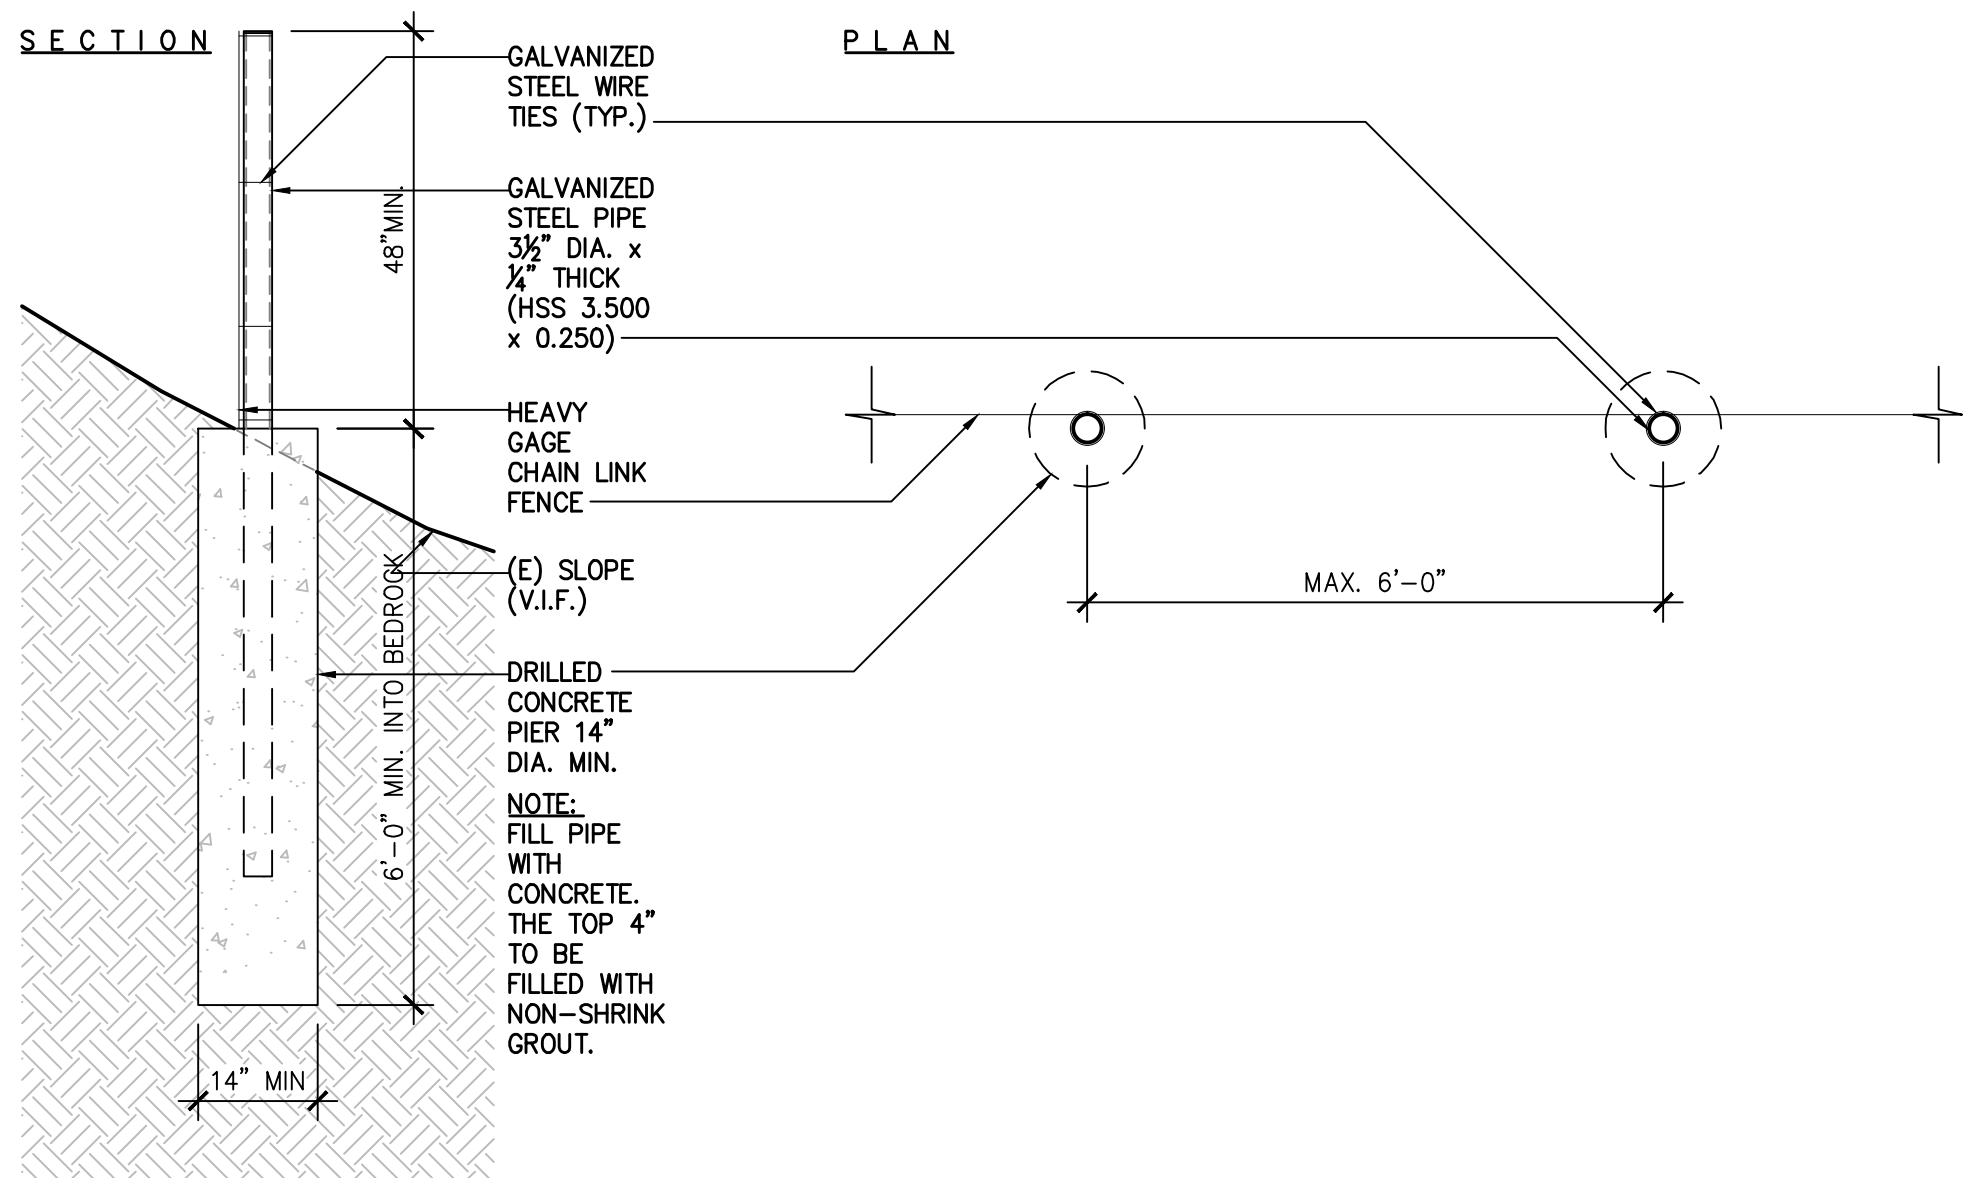 SECTION
PLAN
GALVANIZED
STEEL WIRE
TIES (TYP.)
GALVANIZED
STEEL PIPE
3½" DIA. x
¼" THICK
(HSS 3.500
x 0.250)
48"MIN.
HEAVY
GAGE
CHAIN LINK
FENCE
(E) SLOPE
(V.I.F.)
MAX. 6'-0"
6'-0" MIN. INTO BEDROCK
DRILLED
CONCRETE
PIER 14"
DIA. MIN.
NOTE:
FILL PIPE
WITH
CONCRETE.
THE TOP 4"
TO BE
FILLED WITH
NON-SHRINK
GROUT.
14" MIN